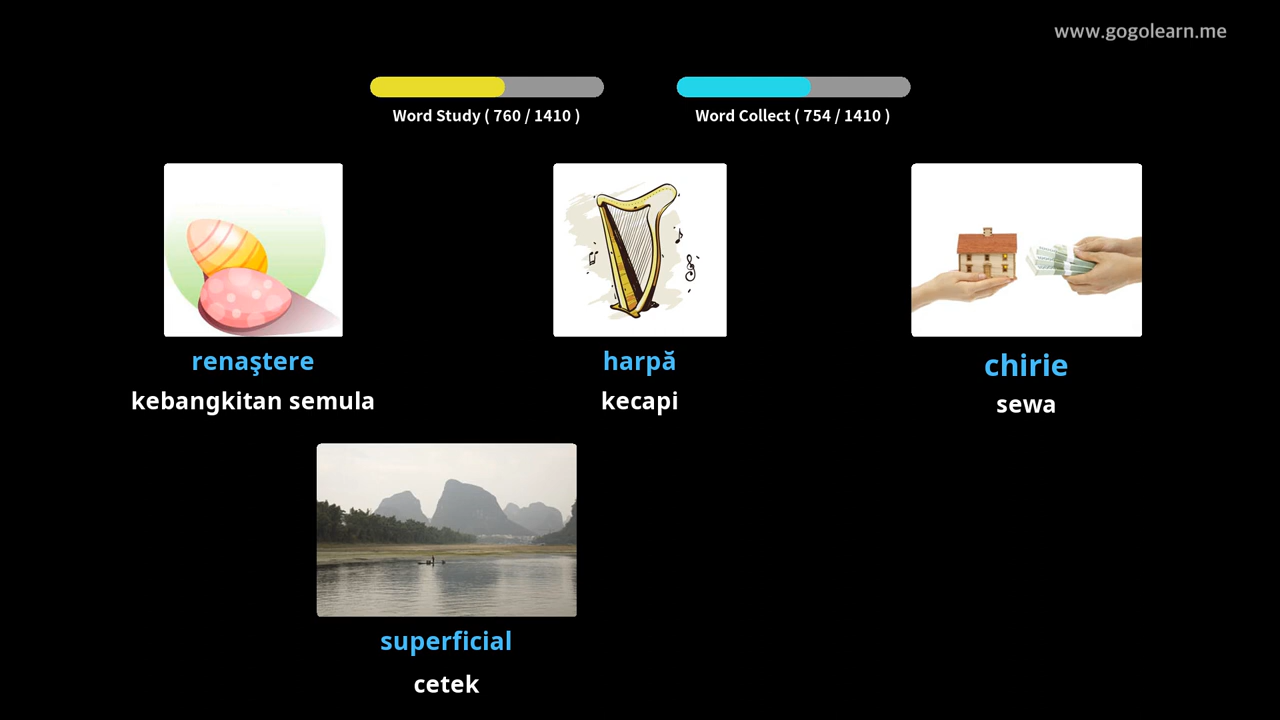 www.gogolearn.me
Word Study ( 760 / 1410 )
Word Collect ( 754 / 1410 )
renaştere
harpă
chirie
kebangkitan semula
kecapi
sewa
superficial
cetek